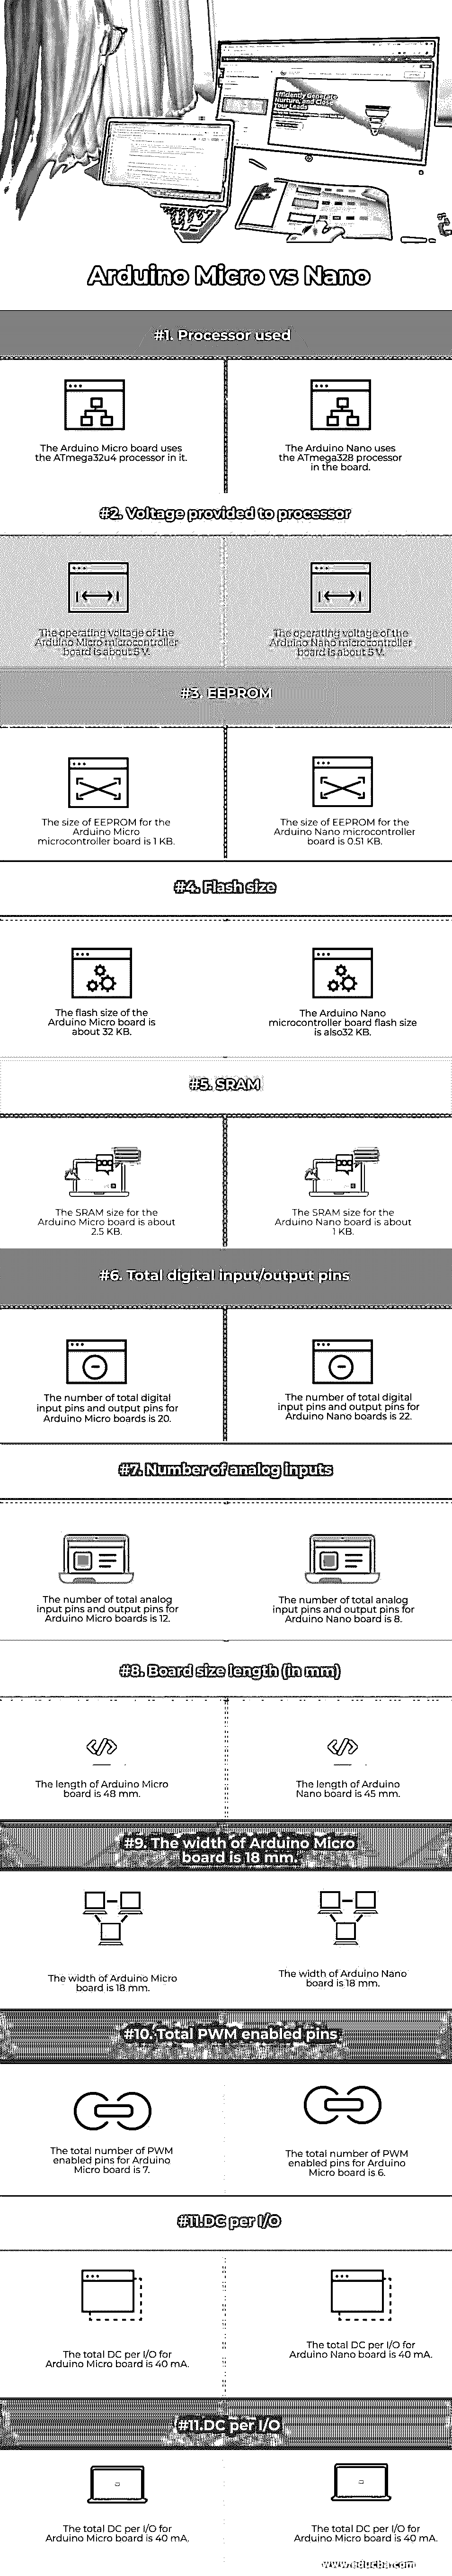 Efficiently Generate,
Nurture, and Close
Your Leads
Arduino Micro vs Nano
#1. Processor used
The Arduino Micro board uses
the ATmega32u4 processor in it.
The Arduino Nano uses
the ATmega328 processor
in the board.
#2. Voltage provided to processor
The operating voltage of the
Arduino Micro microcontroller
board is about 5 V.
The operating voltage of the
Arduino Nano microcontroller
board is about 5 V.
#3. EEPROM
The size of EEPROM for the
Arduino Micro
microcontroller board is 1 KB.
The size of EEPROM for the
Arduino Nano microcontroller
board is 0.51 KB.
#4. Flash size
The flash size of the
Arduino Micro board is
about 32 KB.
The Arduino Nano
microcontroller board flash size
is also32 KB.
#5. SRAM
The SRAM size for the
Arduino Micro board is about
2.5 KB.
The SRAM size for the
Arduino Nano board is about
1 KB.
#6. Total digital input/output pins
The number of total digital
input pins and output pins for
Arduino Micro boards is 20.
The number of total digital
input pins and output pins for
Arduino Nano boards is 22.
#7. Number of analog inputs
The number of total analog
input pins and output pins for
Arduino Micro boards is 12.
The number of total analog
input pins and output pins for
Arduino Nano board is 8.
#8. Board size length (in mm)
The length of Arduino Micro
board is 48 mm.
The length of Arduino
Nano board is 45 mm.
#9. The width of Arduino Micro
board is 18 mm.
The width of Arduino Micro
board is 18 mm.
The width of Arduino Nano
board is 18 mm.
#10. Total PWM enabled pins
The total number of PWM
enabled pins for Arduino
Micro board is 7.
The total number of PWM
enabled pins for Arduino
Micro board is 6.
#11.DC per I/O
The total DC per I/O for
Arduino Micro board is 40 mA.
The total DC per I/O for
Arduino Nano board is 40 mA.
#11.DC per I/O
The total DC per I/O for
Arduino Micro board is 40 mA.
The total DC per I/O for
Arduino Micro board is 40 mA.
www.educba.com